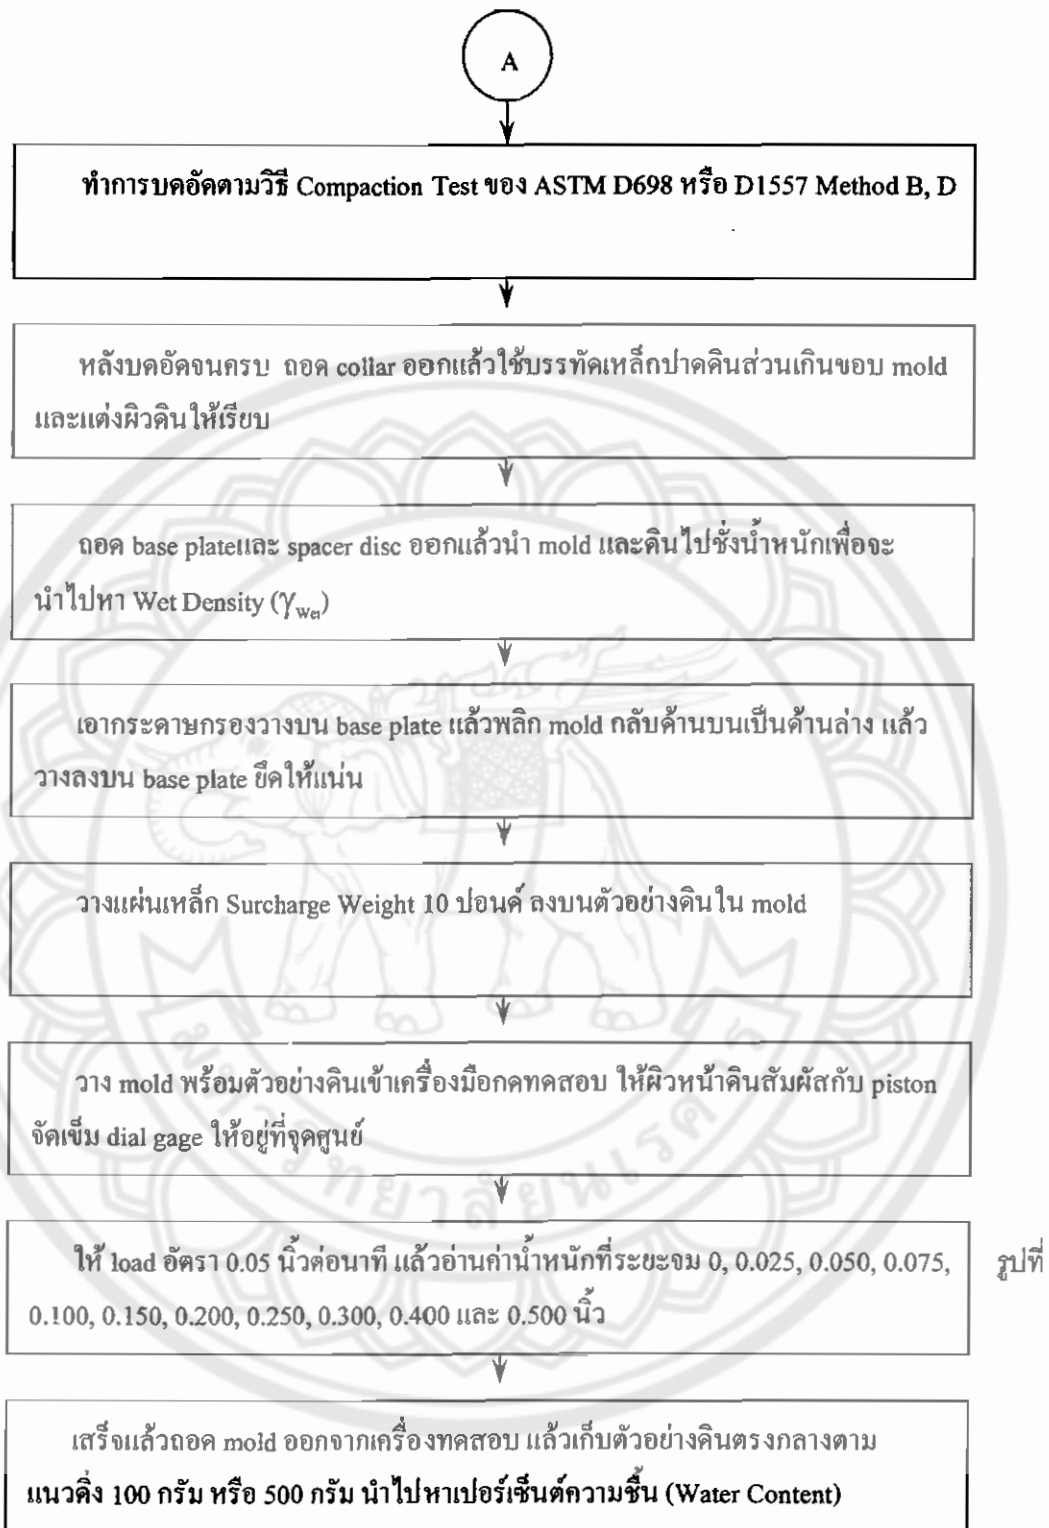 A
ทำการบดอัดตามวิธี Compaction Test ของ ASTM D698 หรือ D1557 Method B, D
หลังบดอัดจนครบ ถอด collar ออกแล้วใช้บรรทัดเหล็กปาดดินส่วนเกินขอบ mold
และแต่งผิวดินให้เรียบ
ถอด base plateและ spacer disc ออกแล้วนำ mold และดินไปชั่งน้ำหนักเพื่อจะ
นำไปหา Wet Density (γWet)
เอากระดาษกรองวางบน base plate แล้วพลิก mold กลับด้านบนเป็นด้านล่าง แล้ว
วางลงบน base plate ยึดให้แน่น
วางแผ่นเหล็ก Surcharge Weight 10 ปอนด์ ลงบนตัวอย่างดินใน mold
วาง mold พร้อมตัวอย่างดินเข้าเครื่องมือกดทดสอบ ให้ผิวหน้าดินสัมผัสกับ piston
จัดเข็ม dial gage ให้อยู่ที่จุดศูนย์
ให้ load อัตรา 0.05 นิ้วต่อนาที แล้วอ่านค่าน้ำหนักที่ระยะจม 0, 0.025, 0.050, 0.075,
0.100, 0.150, 0.200, 0.250, 0.300, 0.400 และ 0.500 นิ้ว
รูปที่
เสร็จแล้วถอด mold ออกจากเครื่องทดสอบ แล้วเก็บตัวอย่างดินตรงกลางตาม
แนวดิ่ง 100 กรัม หรือ 500 กรัม นำไปหาเปอร์เซ็นต์ความชื้น (Water Content)
มหาวิทยาลัยนเรศวร